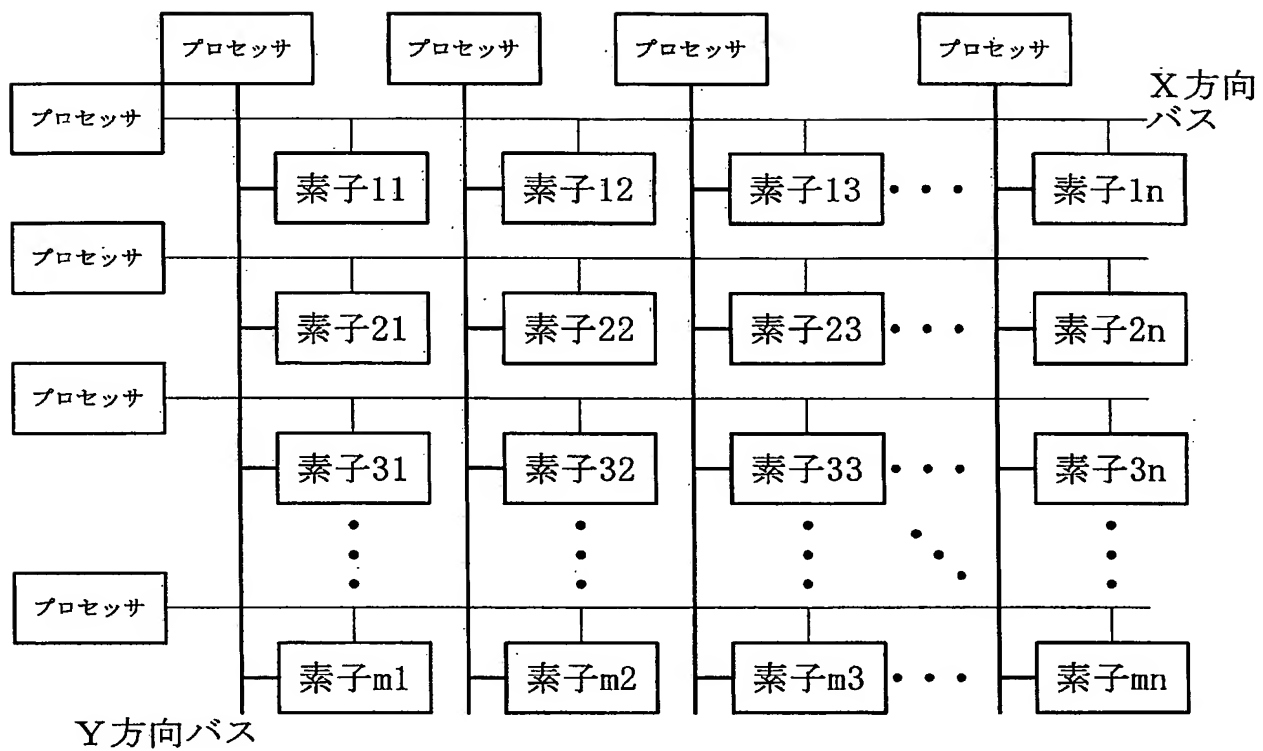 プロセッサ プロセッサ プロセッサ プロセッサ
X方向
バス
プロセッサ
素子11 素子12 素子13 ・・・ 素子1n
プロセッサ
素子21 素子22 素子23 ・・・ 素子2n
プロセッサ
素子31 素子32 素子33 ・・・ 素子3n
プロセッサ
素子m1 素子m2 素子m3 ・・・ 素子mn
Y方向バス